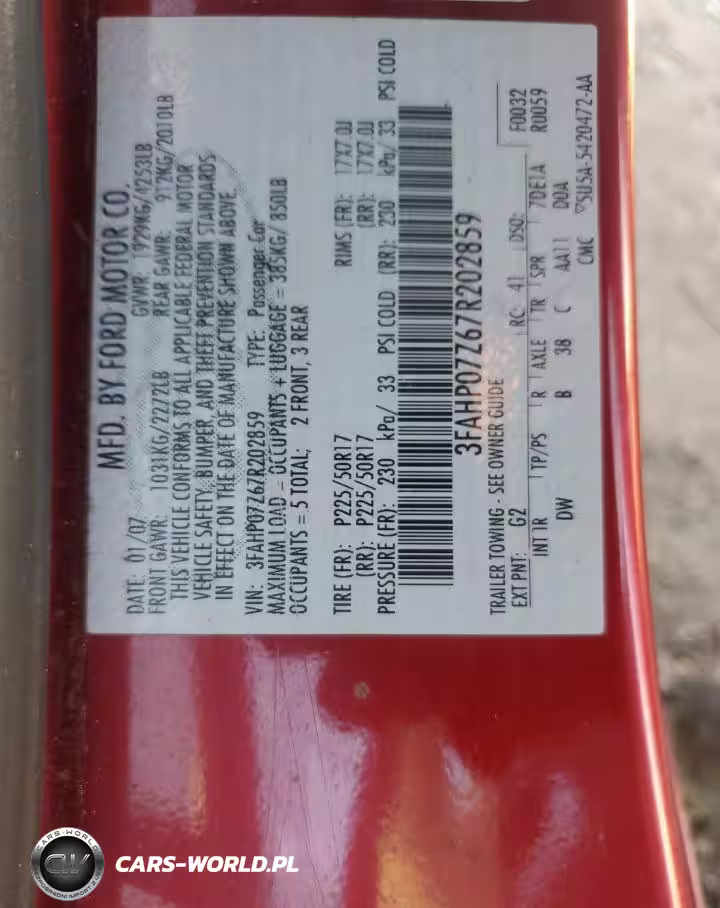 MFD. BY FORD MOTOR CO.
DATE: 01/07 GVWR: 1929KG/4253LB
FRONT GAWR: 1031KG/2272LB REAR GAWR: 912KG/2010LB
THIS VEHICLE CONFORMS TO ALL APPLICABLE FEDERAL MOTOR
VEHICLE SAFETY, BUMPER, AND THEFT PREVENTION STANDARDS
IN EFFECT ON THE DATE OF MANUFACTURE SHOWN ABOVE.
VIN: 3FAHP07Z67R202859 TYPE: Passenger Car
MAXIMUM LOAD = OCCUPANTS + LUGGAGE = 385KG/ 850LB
OCCUPANTS = 5 TOTAL; 2 FRONT, 3 REAR
TIRE (FR): P225/50R17 RIMS (FR): 17X7.0J
(RR): P225/50R17 (RR): 17X7.0J
PRESSURE (FR): 230 kPa/ 33 PSI COLD (RR): 230 kPa/ 33 PSI COLD
3FAHP07Z67R202859
TRAILER TOWING - SEE OWNER GUIDE F0032
EXT PNT: G2 RC: 41 DSO: R0059
INT TR TP/PS R AXLE TR SPR 7DE1A
DW B 38 C AA11 DUA
CMC 5U5A-5420472-AA
CARS-WORLD
CW
CARS-WORLD.PL